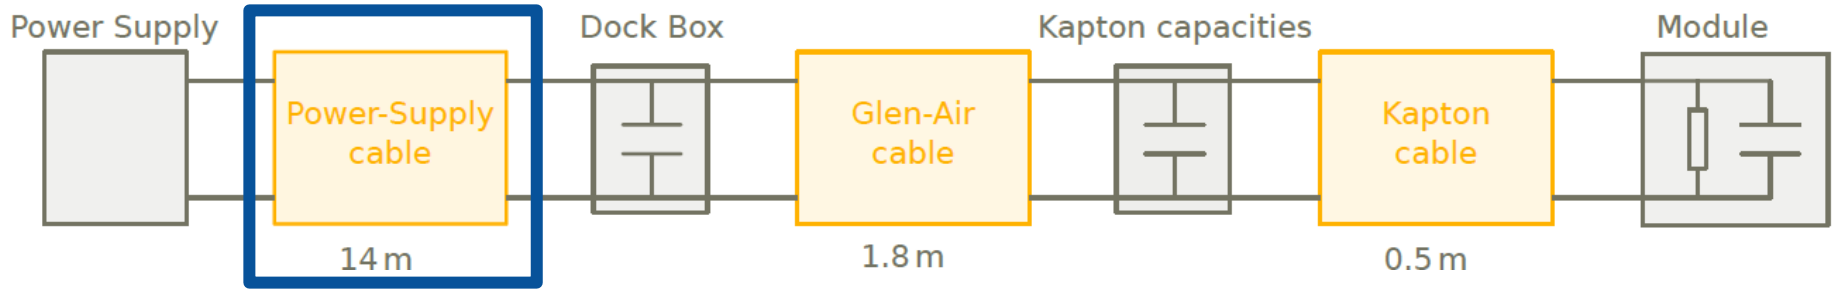 Power Supply
Dock Box
Kapton capacities
Module
Power-Supply
cable
Glen-Air
cable
Kapton
cable
14 m
1.8 m
0.5 m